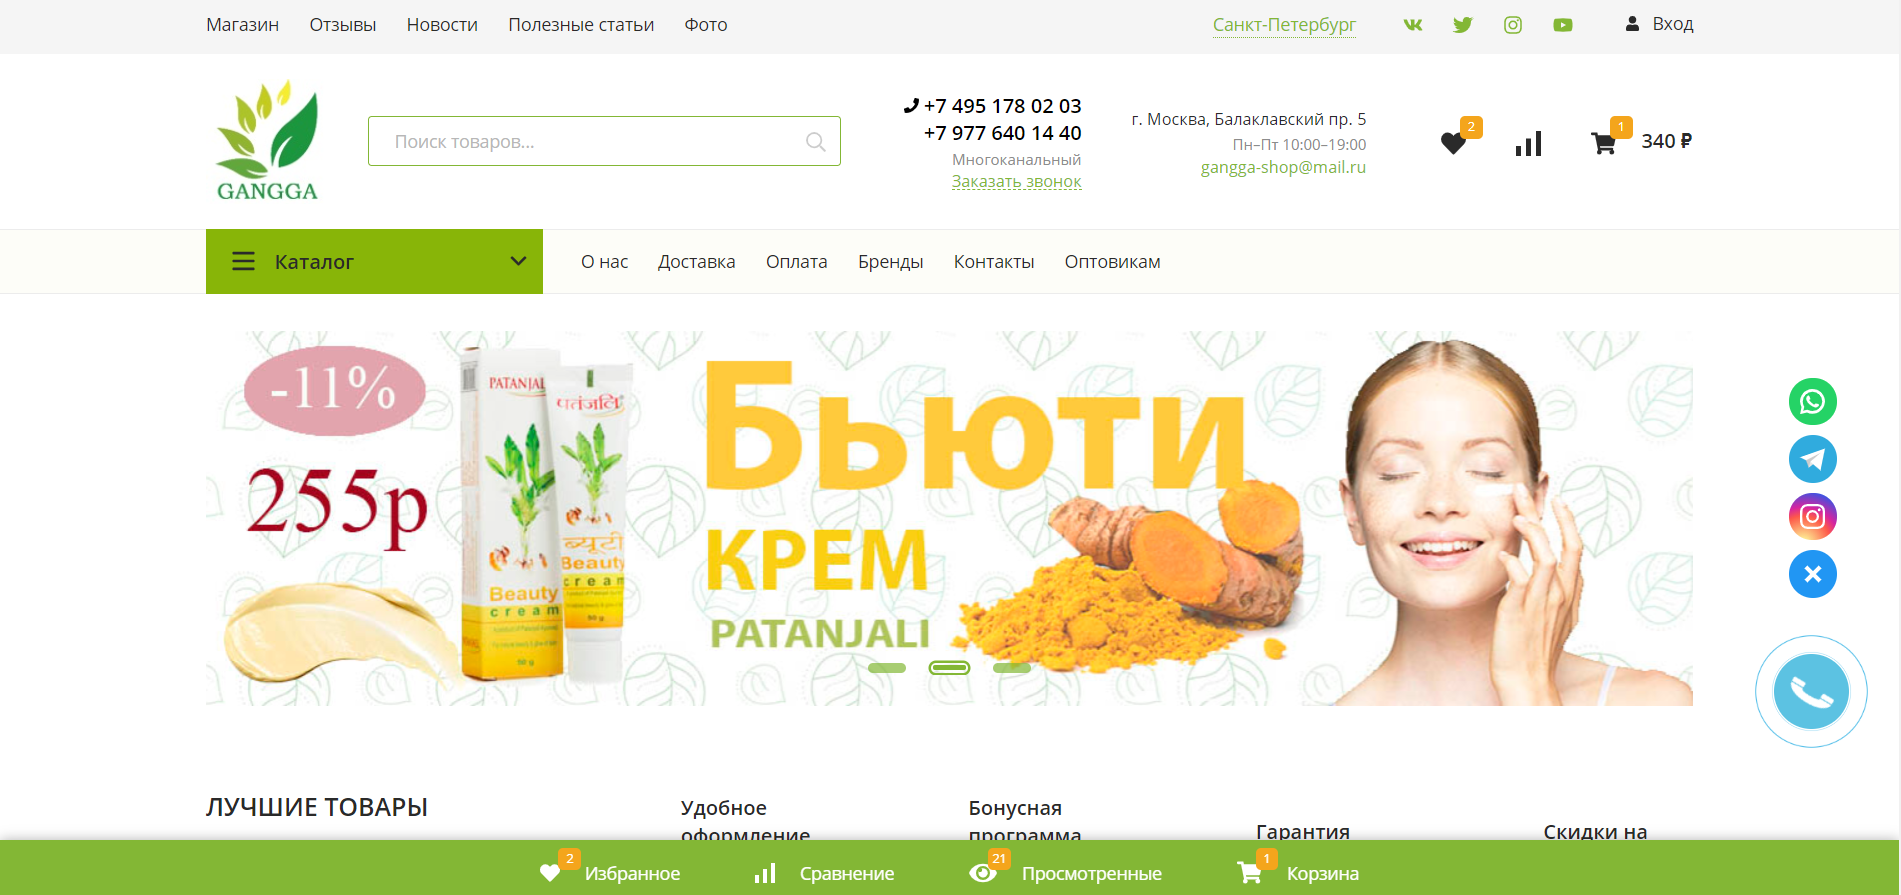 Магазин Отзывы Новости Полезные статьи Фото Санкт-Петербург Вход
GANGGA
Поиск товаров...
+7 495 178 02 03
+7 977 640 14 40
Многоканальный
Заказать звонок
г. Москва, Балаклавский пр. 5
Пн–Пт 10:00–19:00
gangga-shop@mail.ru
2
1
340 ₽
Каталог О нас Доставка Оплата Бренды Контакты Оптовикам
-11%
255р
PATANJAL
Beauty
cream
50 g
पतंजलि
ब्यूटी
Beauty
cream
50 g
Бьюти
КРЕМ
PATANJALI
ЛУЧШИЕ ТОВАРЫ
Удобное
оформление
Бонусная
программа
Гарантия
Скидки на
2 Избранное Сравнение 21 Просмотренные 1 Корзина